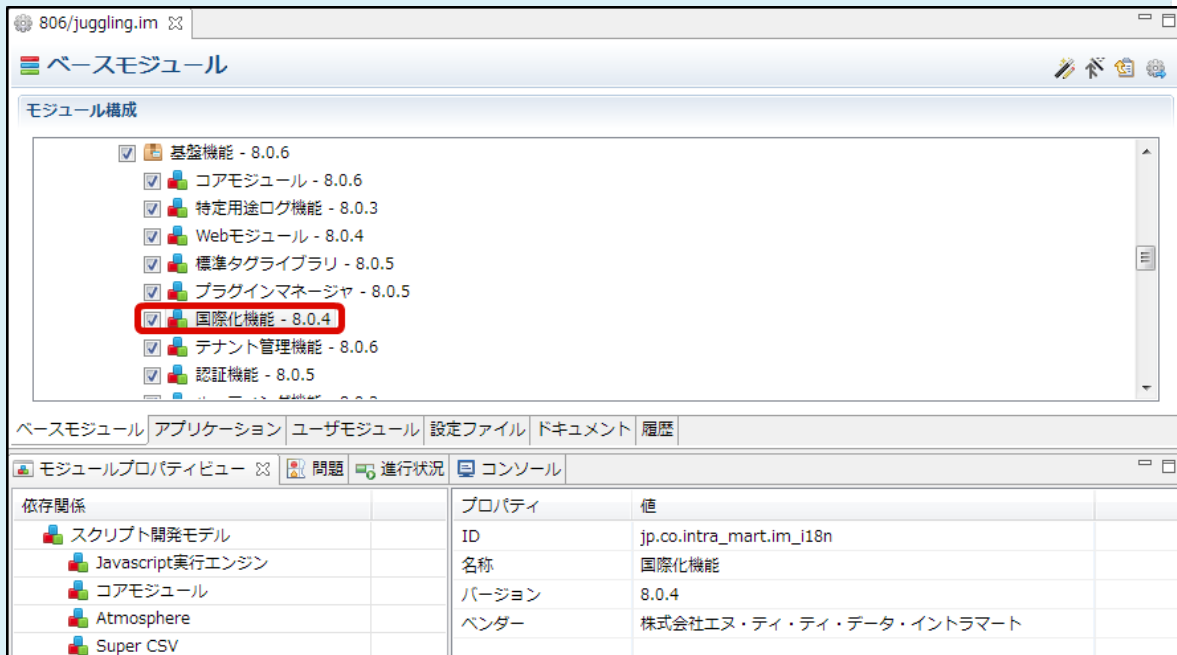 806/juggling.im
ベースモジュール
モジュール構成
基盤機能 - 8.0.6
コアモジュール - 8.0.6
特定用途ログ機能 - 8.0.3
Webモジュール - 8.0.4
標準タグライブラリ - 8.0.5
プラグインマネージャ - 8.0.5
国際化機能 - 8.0.4
テナント管理機能 - 8.0.6
認証機能 - 8.0.5
ベースモジュール アプリケーション ユーザモジュール 設定ファイル ドキュメント 履歴
モジュールプロパティビュー 問題 進行状況 コンソール
依存関係 プロパティ 値
スクリプト開発モデル ID jp.co.intra_mart.im_i18n
Javascript実行エンジン 名称 国際化機能
コアモジュール バージョン 8.0.4
Atmosphere ベンダー 株式会社エヌ・ティ・ティ・データ・イントラマート
Super CSV